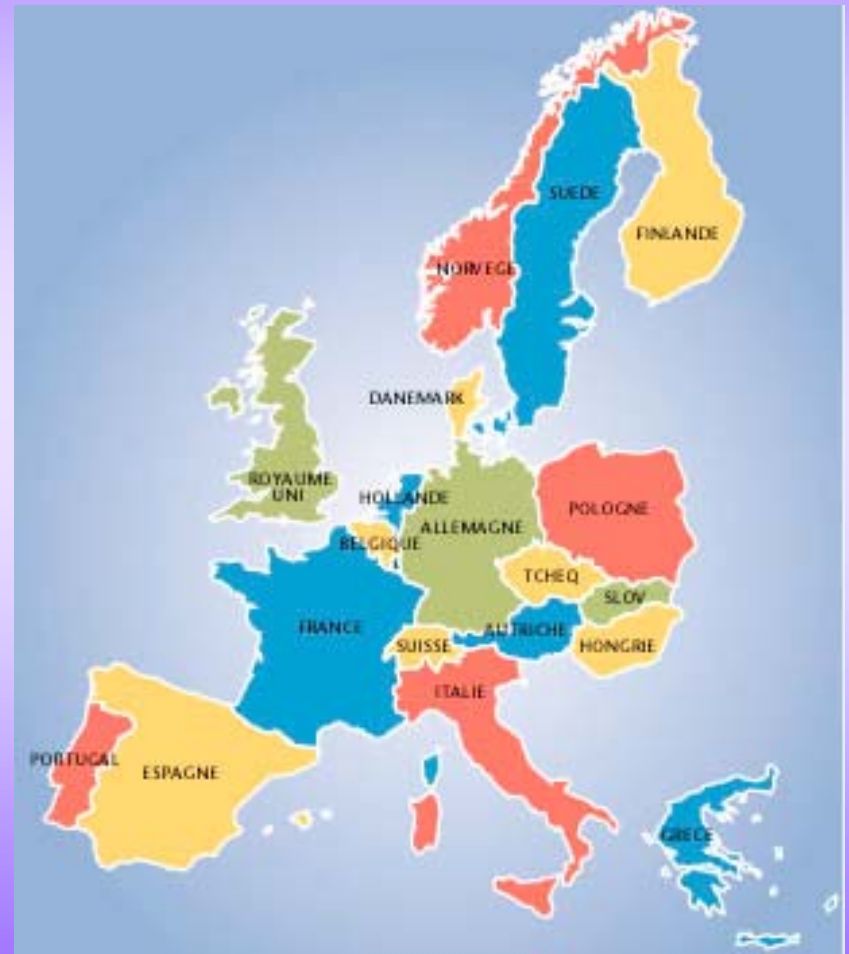 SUEDE
FINLANDE
NORVEGE
DANEMARK
ROYAUME
UNI
HOLLANDE
POLOGNE
ALLEMAGNE
BELGIQUE
TCHEQ
SLOV
FRANCE
AUTRICHE
SUISSE
HONGRIE
ITALIE
PORTUGAL
ESPAGNE
GRECE